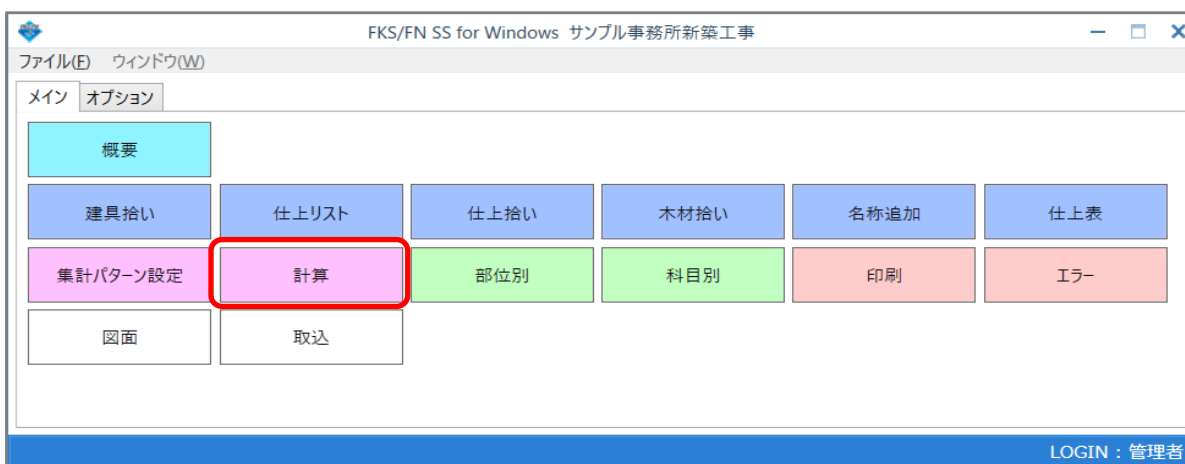 FKS/FN SS for Windows サンプル事務所新築工事
ファイル(F) ウィンドウ(W)
メイン オプション
概要
建具拾い 仕上リスト 仕上拾い 木材拾い 名称追加 仕上表
集計パターン設定 計算 部位別 科目別 印刷 エラー
図面 取込
LOGIN : 管理者